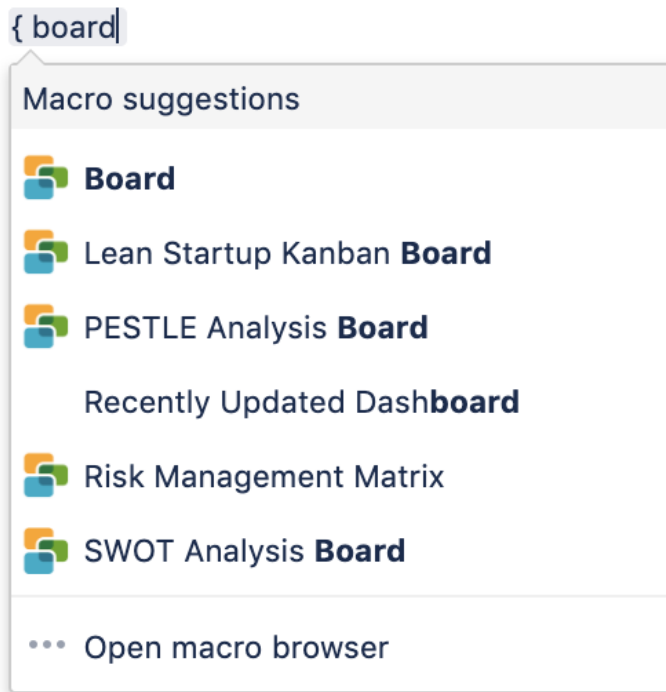 { board
Macro suggestions
Board
Lean Startup Kanban Board
PESTLE Analysis Board
Recently Updated Dashboard
Risk Management Matrix
SWOT Analysis Board
Open macro browser